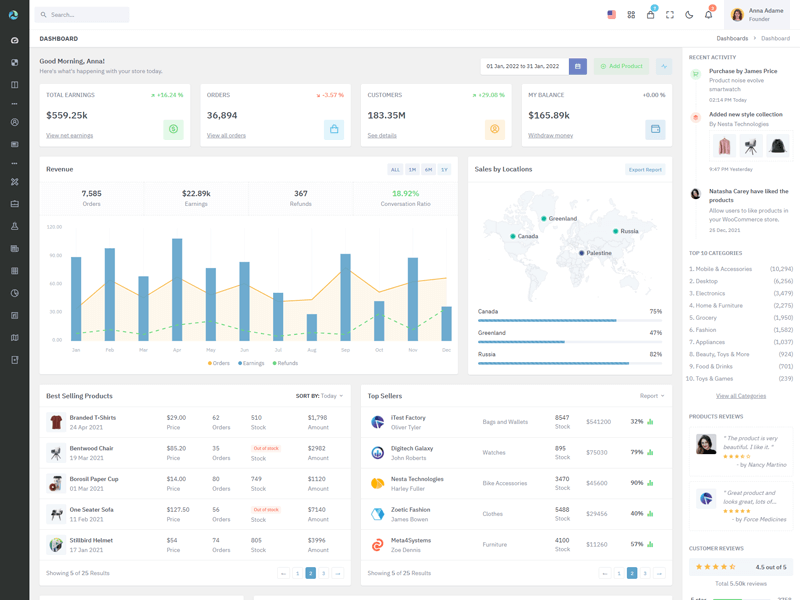 Search...
4
3
Anna Adame
Founder
DASHBOARD
Dashboards > Dashboard
Good Morning, Anna!
Here's what's happening with your store today.
01 Jan, 2022 to 31 Jan, 2022
Add Product
TOTAL EARNINGS
+16.24 %
$559.25k
View net earnings
ORDERS
-3.57 %
36,894
View all orders
CUSTOMERS
+29.08 %
183.35M
See details
MY BALANCE
+0.00 %
$165.89k
Withdraw money
Revenue
ALL 1M 6M 1Y
7,585
Orders
$22.89k
Earnings
367
Refunds
18.92%
Conversation Ratio
120.00
90.00
60.00
30.00
0.00
Jan Feb Mar Apr May Jun Jul Aug Sep Oct Nov Dec
Orders Earnings Refunds
Sales by Locations
Export Report
Greenland
Canada
Russia
Palestine
Canada 75%
Greenland 47%
Russia 82%
Best Selling Products
SORT BY: Today
Branded T-Shirts $29.00 62 510 $1,798
24 Apr 2021 Price Orders Stock Amount
Bentwood Chair $85.20 35 Out of stock $2982
19 Mar 2021 Price Orders Stock Amount
Borosil Paper Cup $14.00 80 749 $1120
01 Mar 2021 Price Orders Stock Amount
One Seater Sofa $127.50 56 Out of stock $7140
11 Feb 2021 Price Orders Stock Amount
Stillbird Helmet $54 74 805 $3996
17 Jan 2021 Price Orders Stock Amount
Showing 5 of 25 Results
← 1 2 3 →
Top Sellers
Report
iTest Factory
Oliver Tyler
Bags and Wallets
8547
Stock
$541200
32%
Digitech Galaxy
John Roberts
Watches
895
Stock
$75030
79%
Nesta Technologies
Harley Fuller
Bike Accessories
3470
Stock
$45600
90%
Zoetic Fashion
James Bowen
Clothes
5488
Stock
$29456
40%
Meta4Systems
Zoe Dennis
Furniture
4100
Stock
$11260
57%
Showing 5 of 25 Results
← 1 2 3 →
RECENT ACTIVITY
Purchase by James Price
Product noise evolve
smartwatch
02:14 PM Today
Added new style collection
By Nesta Technologies
9:47 PM Yesterday
Natasha Carey have liked the
products
Allow users to like products in
your WooCommerce store.
25 Dec, 2021
TOP 10 CATEGORIES
1. Mobile & Accessories (10,294)
2. Desktop (6,256)
3. Electronics (3,479)
4. Home & Furniture (2,275)
5. Grocery (1,950)
6. Fashion (1,582)
7. Appliances (1,037)
8. Beauty, Toys & More (924)
9. Food & Drinks (701)
10. Toys & Games (239)
View all Categories
PRODUCTS REVIEWS
" The product is very
beautiful. I like it. "
- by Nancy Martino
" Great product and
looks great, lots of...
- by Force Medicines
CUSTOMER REVIEWS
4.5 out of 5
Total 5.50k reviews